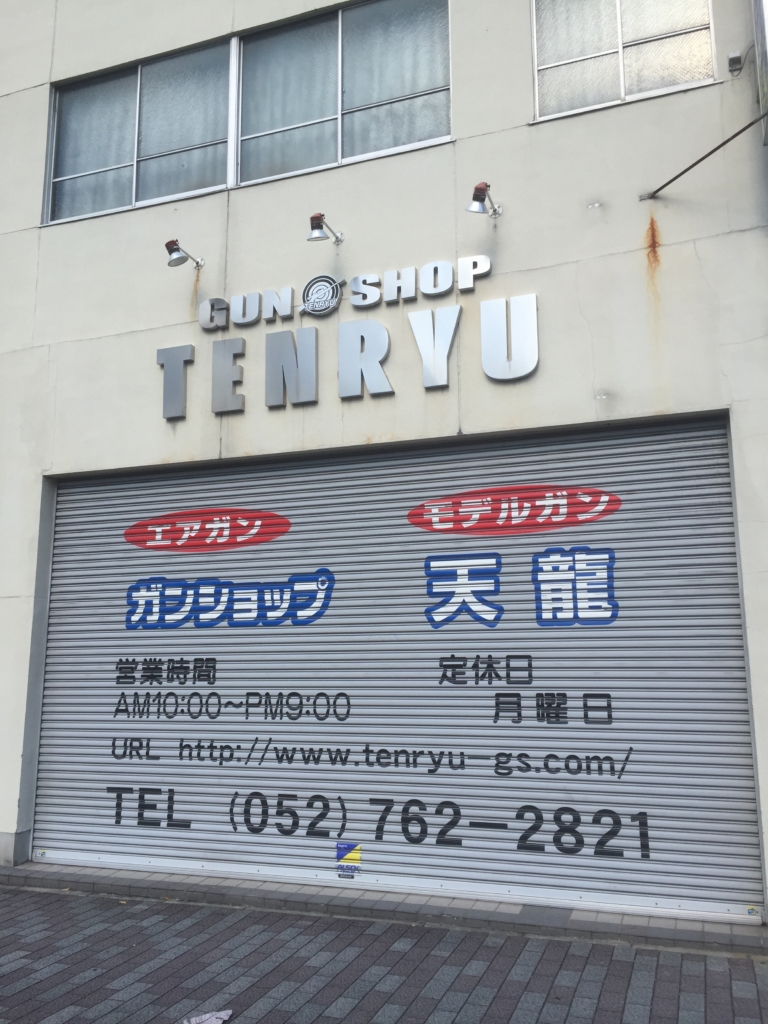 GUN SHOP
TENRYU
TENRYU
エアガン
モデルガン
ガンショップ
天龍
営業時間
定休日
AM10:00～PM9:00
月曜日
URL http://www.tenryu-gs.com/
TEL (052) 762-2821